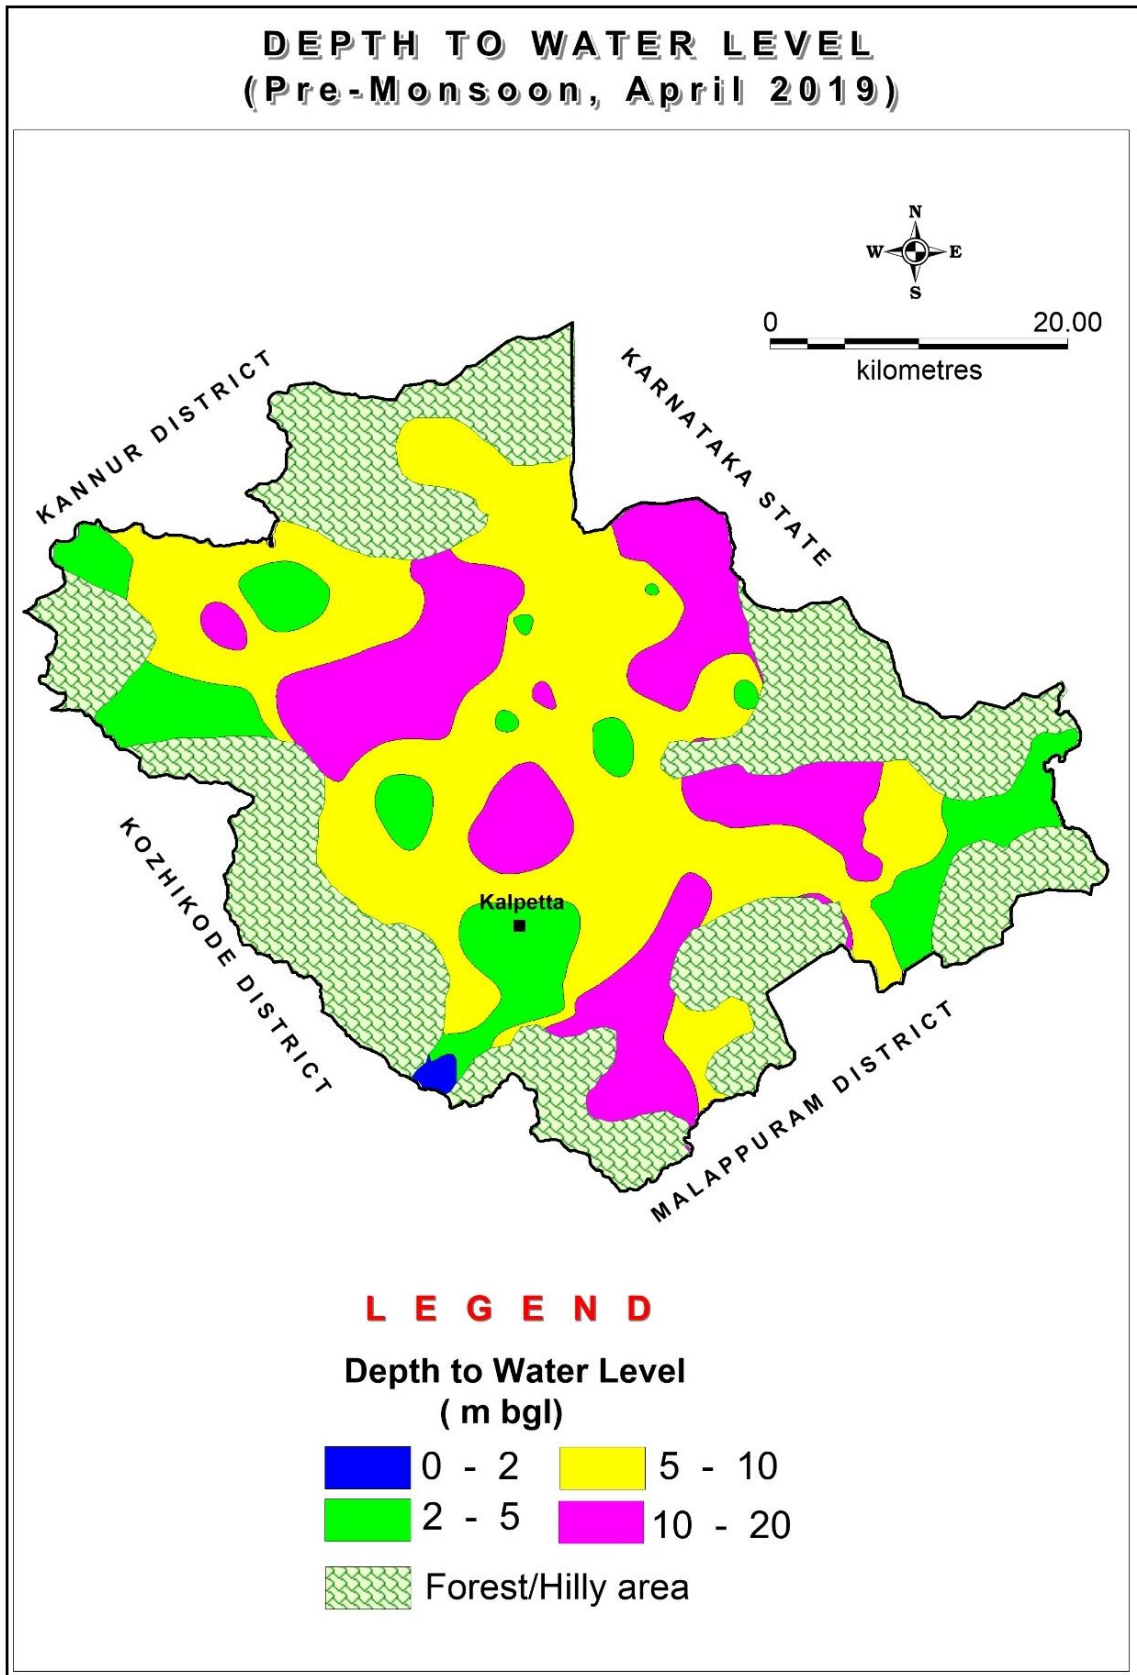 DEPTH TO WATER LEVEL
(Pre-Monsoon, April 2019)
N
W E
S
0 20.00
kilometres
KANNUR DISTRICT
KARNATAKA STATE
KOZHIKODE DISTRICT
Kalpetta
MALAPPURAM DISTRICT
LEGEND
Depth to Water Level
( m bgl)
0 - 2 5 - 10
2 - 5 10 - 20
Forest/Hilly area